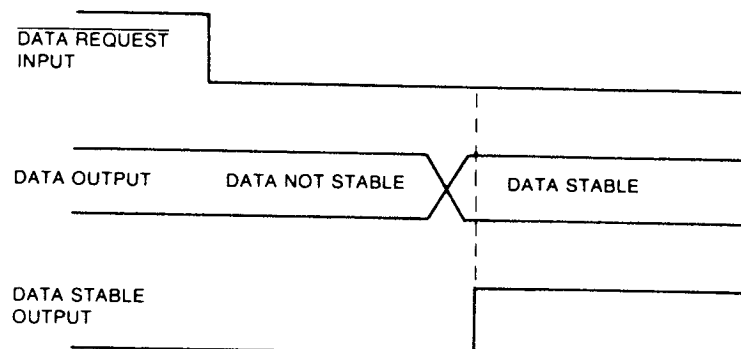 DATA REQUEST
INPUT
DATA OUTPUT
DATA NOT STABLE
DATA STABLE
DATA STABLE
OUTPUT